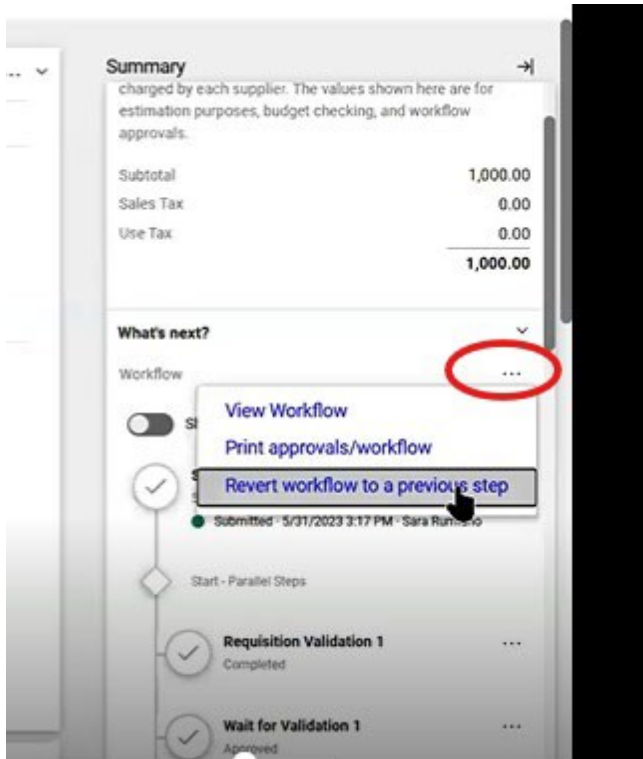 Summary
charged by each supplier. The values shown here are for
estimation purposes, budget checking, and workflow
approvals.
Subtotal 1,000.00
Sales Tax 0.00
Use Tax 0.00
1,000.00
What's next?
Workflow ...
View Workflow
Print approvals/workflow
Revert workflow to a previous step
Submitted - 5/31/2023 3:17 PM - Sara
Start - Parallel Steps
Requisition Validation 1 ...
Completed
Wait for Validation 1 ...
Approved